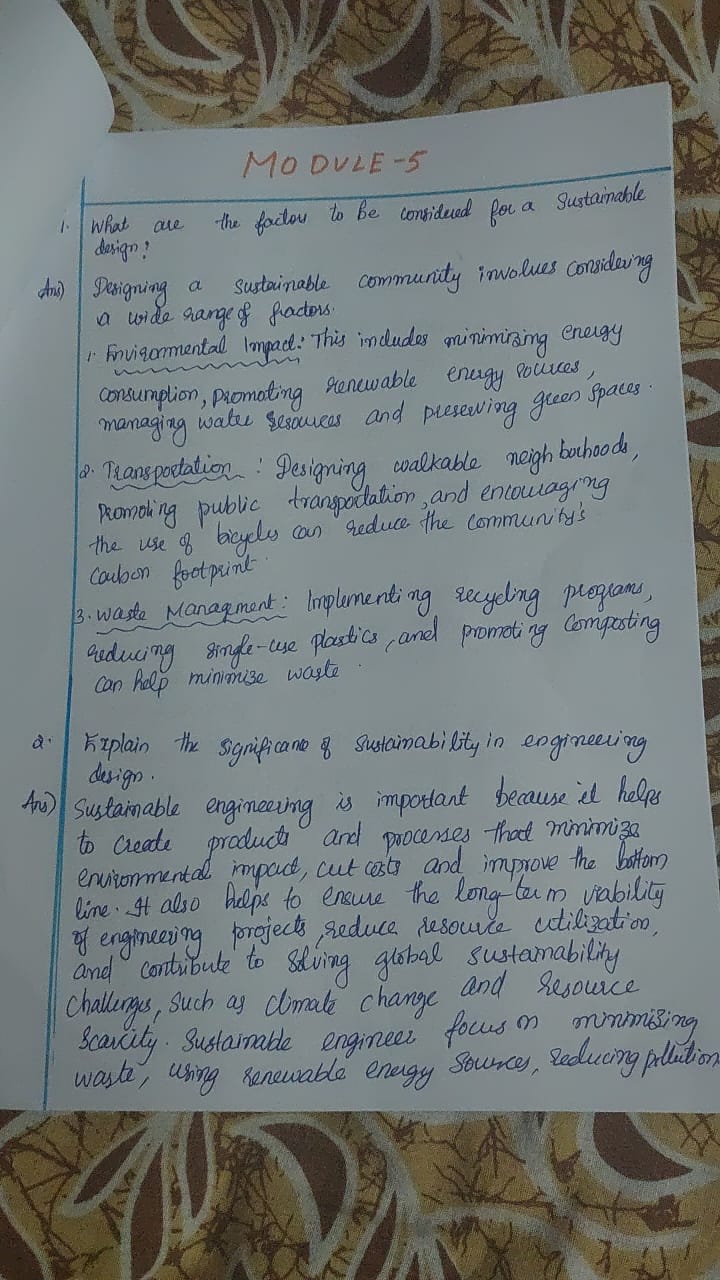 MODULE-5
1. What are the factors to be considered for a Sustainable
design?
Ans) Designing a sustainable community involves considering
a wide range of factors.
1. Environmental Impact: This includes minimizing energy
consumption, promoting renewable energy sources,
managing water resources and preserving green spaces.
2. Transportation : Designing walkable neighborhoods,
promoting public transportation, and encouraging
the use of bicycles can reduce the community's
carbon footprint
3. Waste Managment: Implementing recycling programs,
reducing single-use plastics, and promoting composting
can help minimize waste
2. Explain the significance of sustainability in engineering
design.
Ans) Sustainable engineering is important because it helps
to create products and processes that minimize
environmental impact, cut costs and improve the bottom
line. It also helps to ensure the long-term viability
of engineering projects, reduce resource utilization,
and contribute to solving global sustainability
challenges, such as climate change and resource
scarcity. Sustainable engineer focus on minimizing
waste, using renewable energy sources, reducing pollution